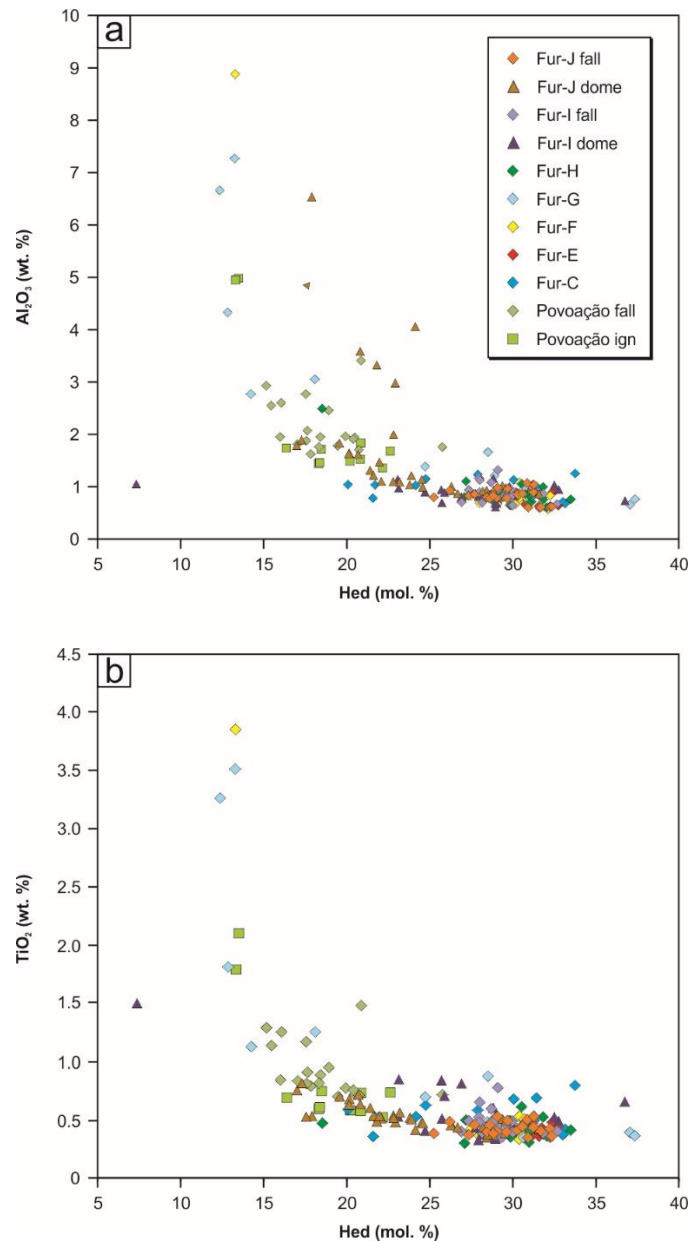 a
10
9
8
7
6
5
4
3
2
1
0
Al₂O₃ (wt. %)
5 10 15 20 25 30 35 40
Hed (mol. %)
Fur-J fall
Fur-J dome
Fur-I fall
Fur-I dome
Fur-H
Fur-G
Fur-F
Fur-E
Fur-C
Povoação fall
Povoação ign
b
4.5
4.0
3.5
3.0
2.5
2.0
1.5
1.0
0.5
0
TiO₂ (wt. %)
5 10 15 20 25 30 35 40
Hed (mol. %)